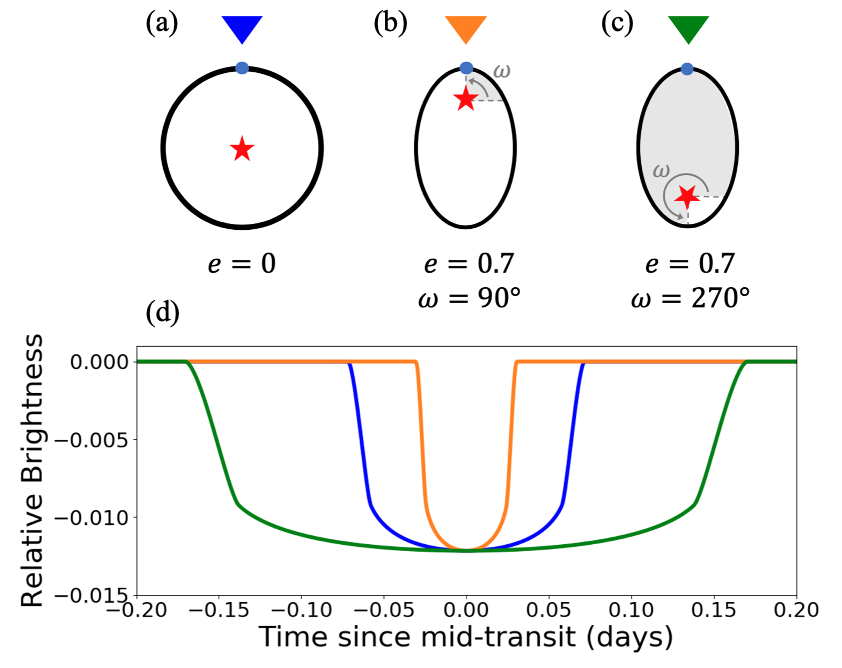 (a) (b) (c)
ω
ω
e = 0 e = 0.7 e = 0.7
ω = 90° ω = 270°
(d)
0.000
−0.005
−0.010
−0.015
Relative Brightness
−0.20 −0.15 −0.10 −0.05 0.00 0.05 0.10 0.15 0.20
Time since mid-transit (days)